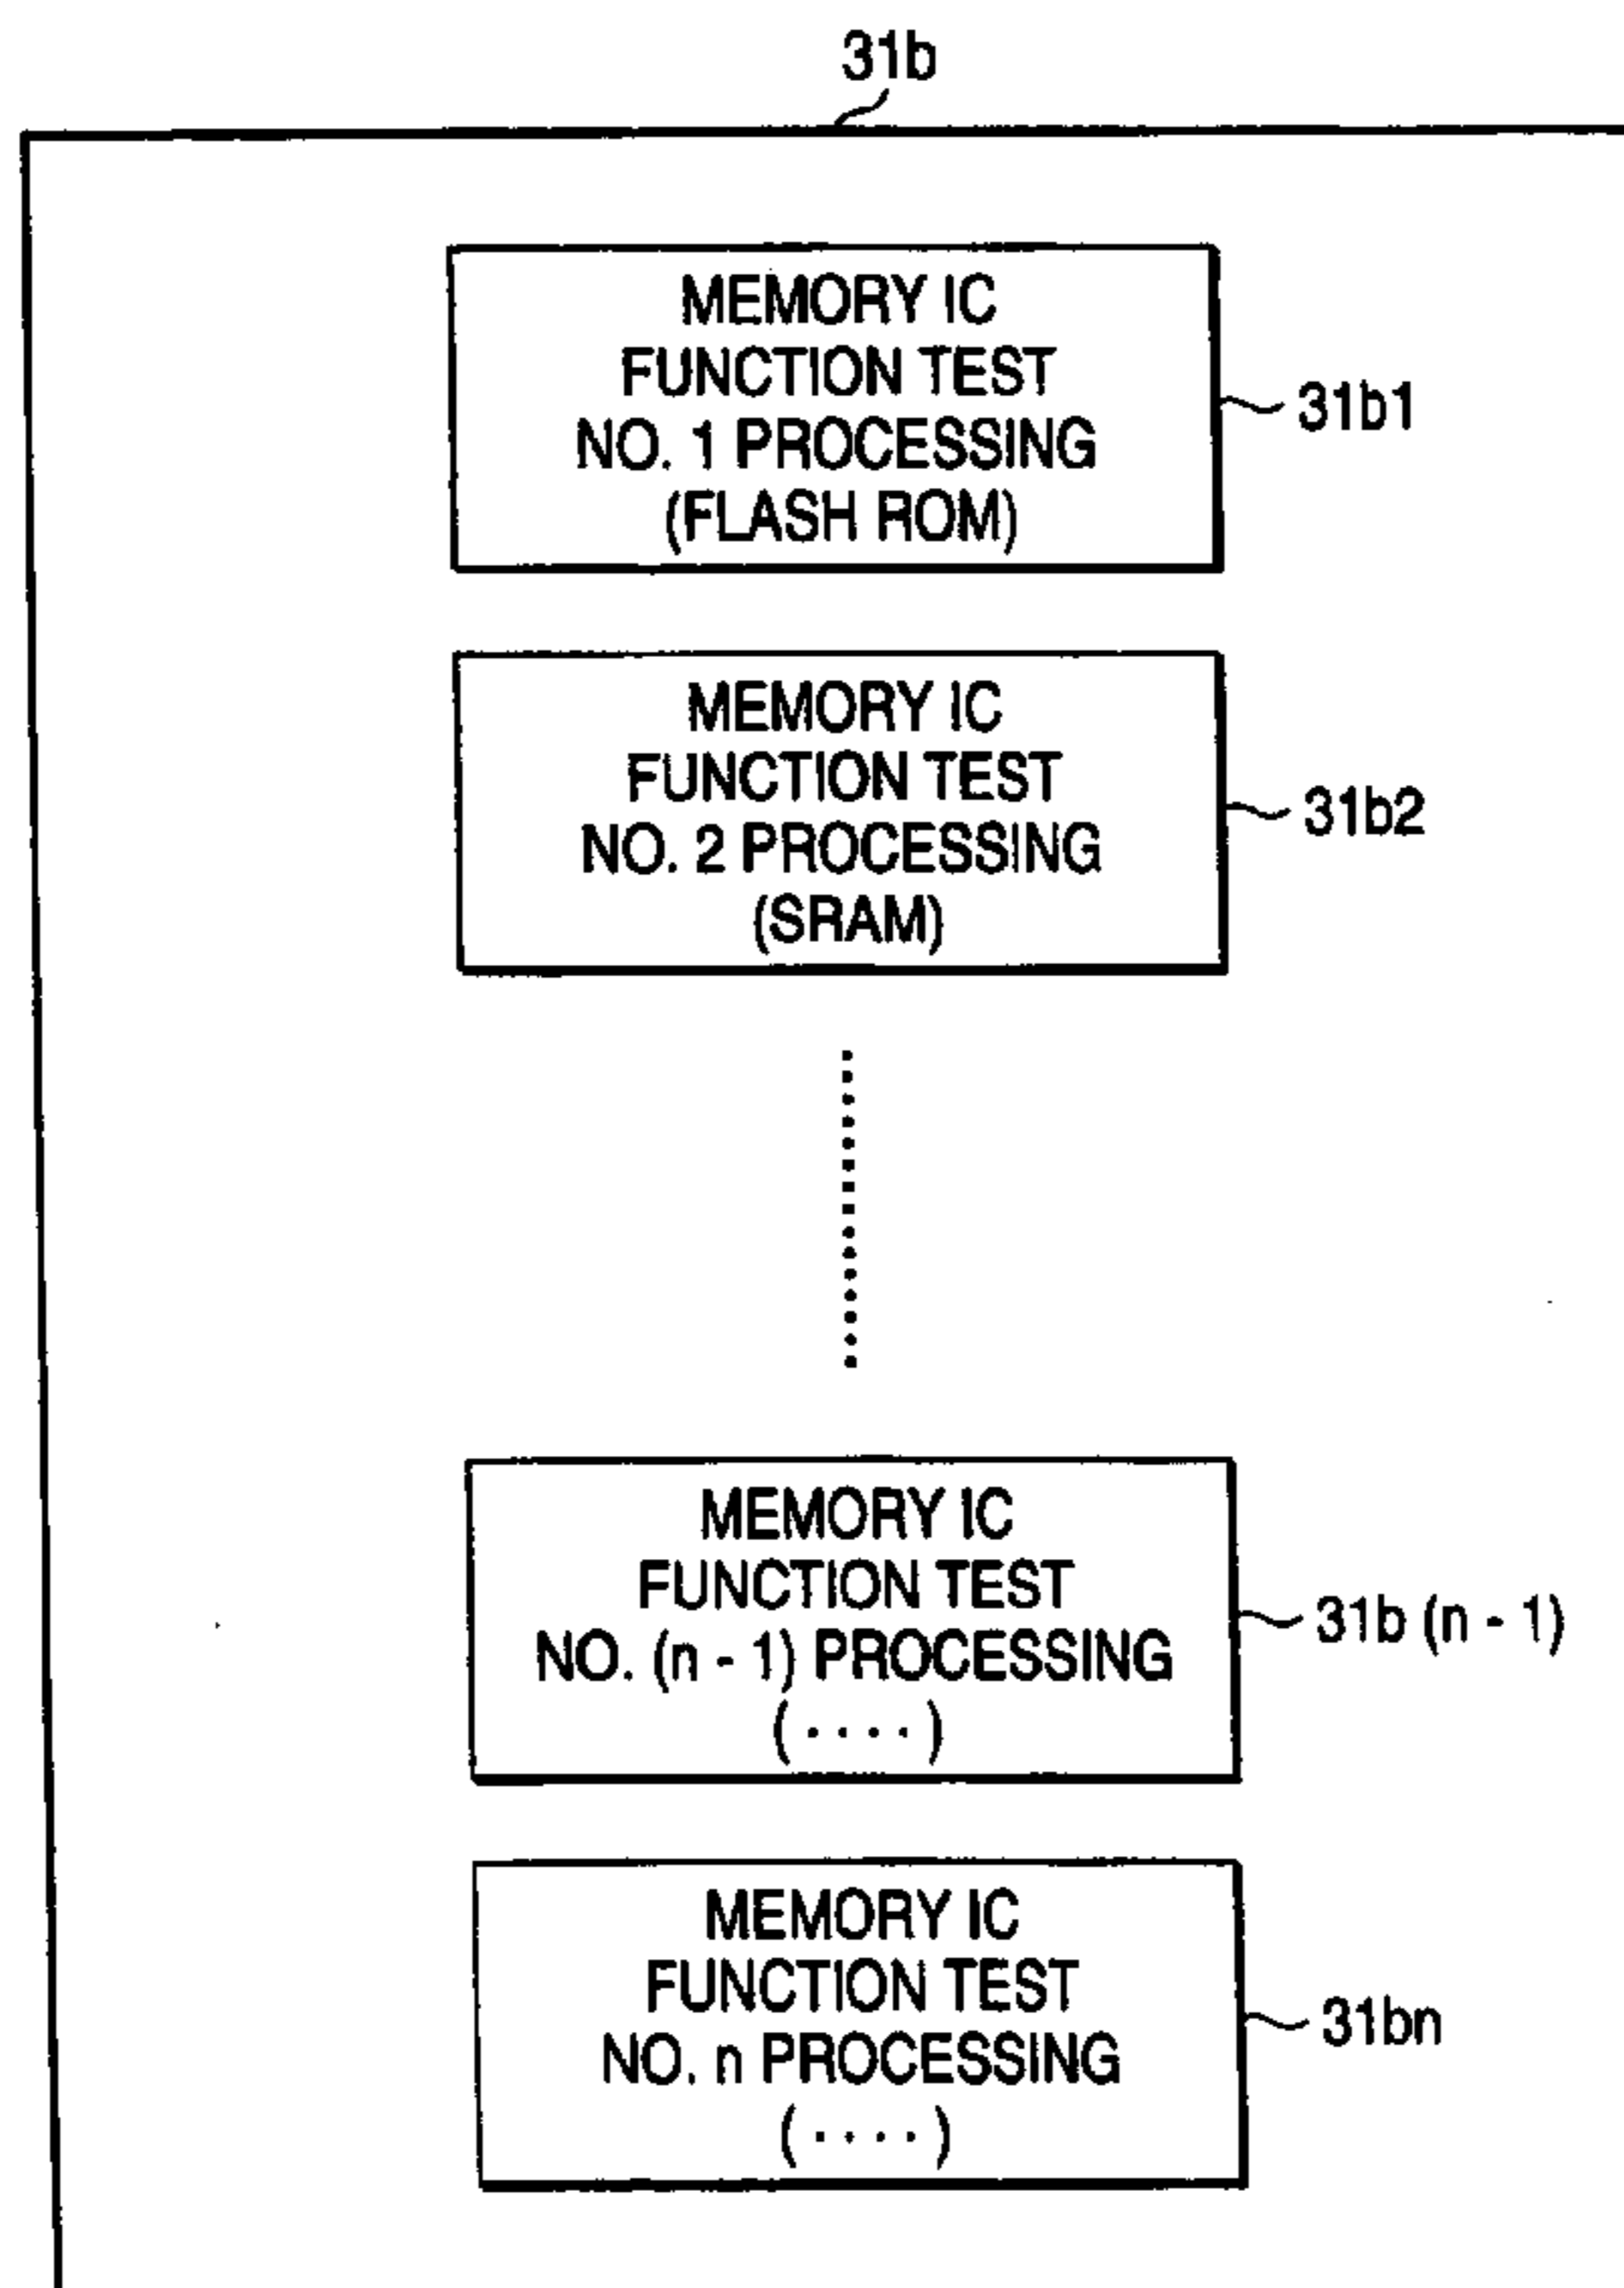 31b
MEMORY IC
FUNCTION TEST
NO. 1 PROCESSING
(FLASH ROM)
31b1
MEMORY IC
FUNCTION TEST
NO. 2 PROCESSING
(SRAM)
31b2
MEMORY IC
FUNCTION TEST
NO. (n - 1) PROCESSING
(····)
31b (n - 1)
MEMORY IC
FUNCTION TEST
NO. n PROCESSING
(····)
31bn